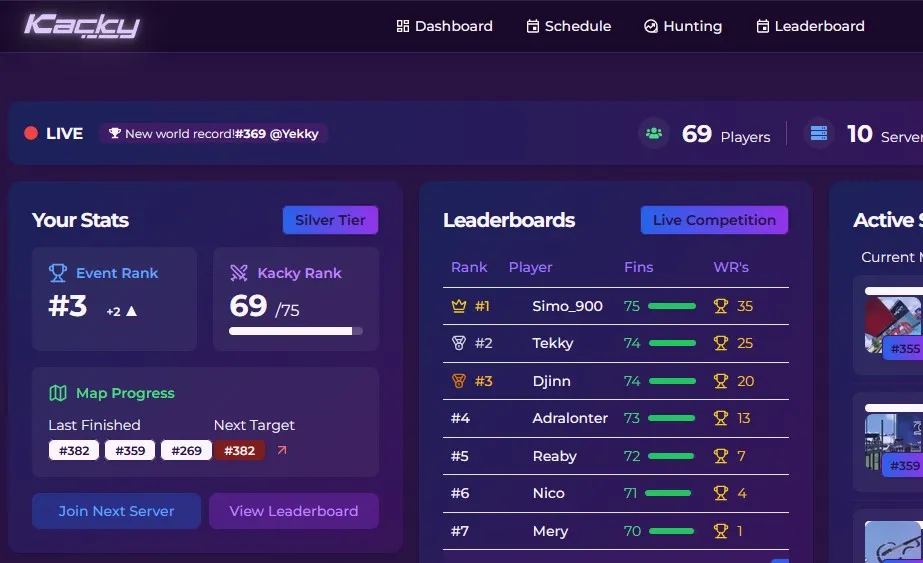 Kacky
Dashboard Schedule Hunting Leaderboard
LIVE New world record!#369 @Yekky 69 Players 10 Server
Your Stats Silver Tier
Event Rank
#3 +2
Kacky Rank
69 /75
Map Progress
Last Finished Next Target
#382 #359 #269 #382
Join Next Server View Leaderboard
Leaderboards Live Competition
Rank Player Fins WR's
#1 Simo_900 75 35
#2 Tekky 74 25
#3 Djinn 74 20
#4 Adralonter 73 13
#5 Reaby 72 7
#6 Nico 71 4
#7 Mery 70 1
Active S
Current M
#355
#359